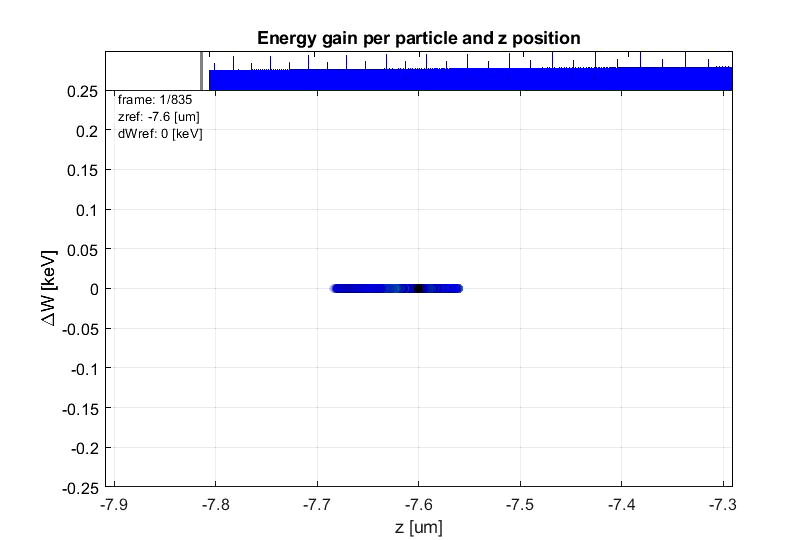 Energy gain per particle and z position
frame: 1/835
zref: -7.6 [um]
dWref: 0 [keV]
0.25
0.2
0.15
0.1
0.05
0
-0.05
-0.1
-0.15
-0.2
-0.25
ΔW [keV]
-7.9 -7.8 -7.7 -7.6 -7.5 -7.4 -7.3
z [um]